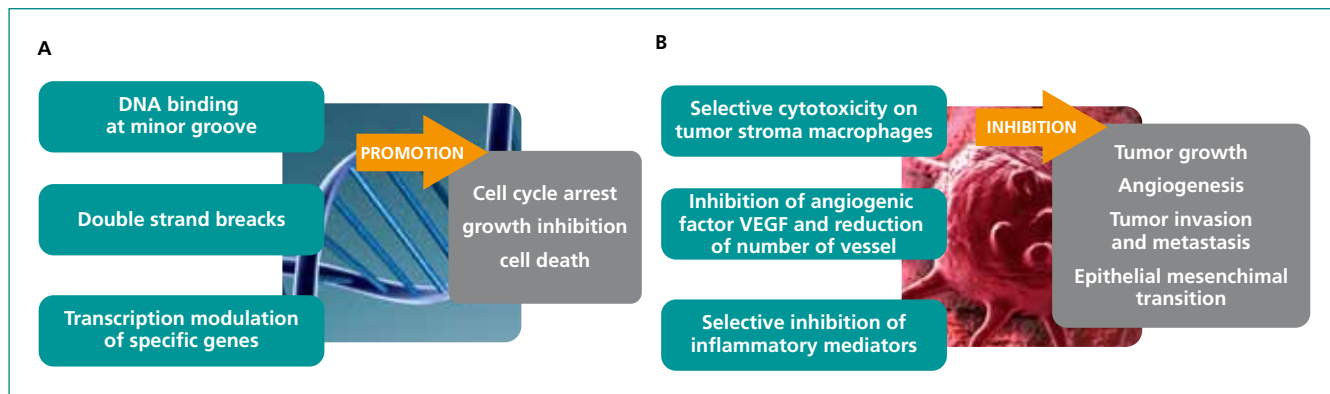 A
DNA binding
at minor groove
Double strand breacks
Transcription modulation
of specific genes
PROMOTION
Cell cycle arrest
growth inhibition
cell death
B
Selective cytotoxicity on
tumor stroma macrophages
Inhibition of angiogenic
factor VEGF and reduction
of number of vessel
Selective inhibition of
inflammatory mediators
INHIBITION
Tumor growth
Angiogenesis
Tumor invasion
and metastasis
Epithelial mesenchimal
transition